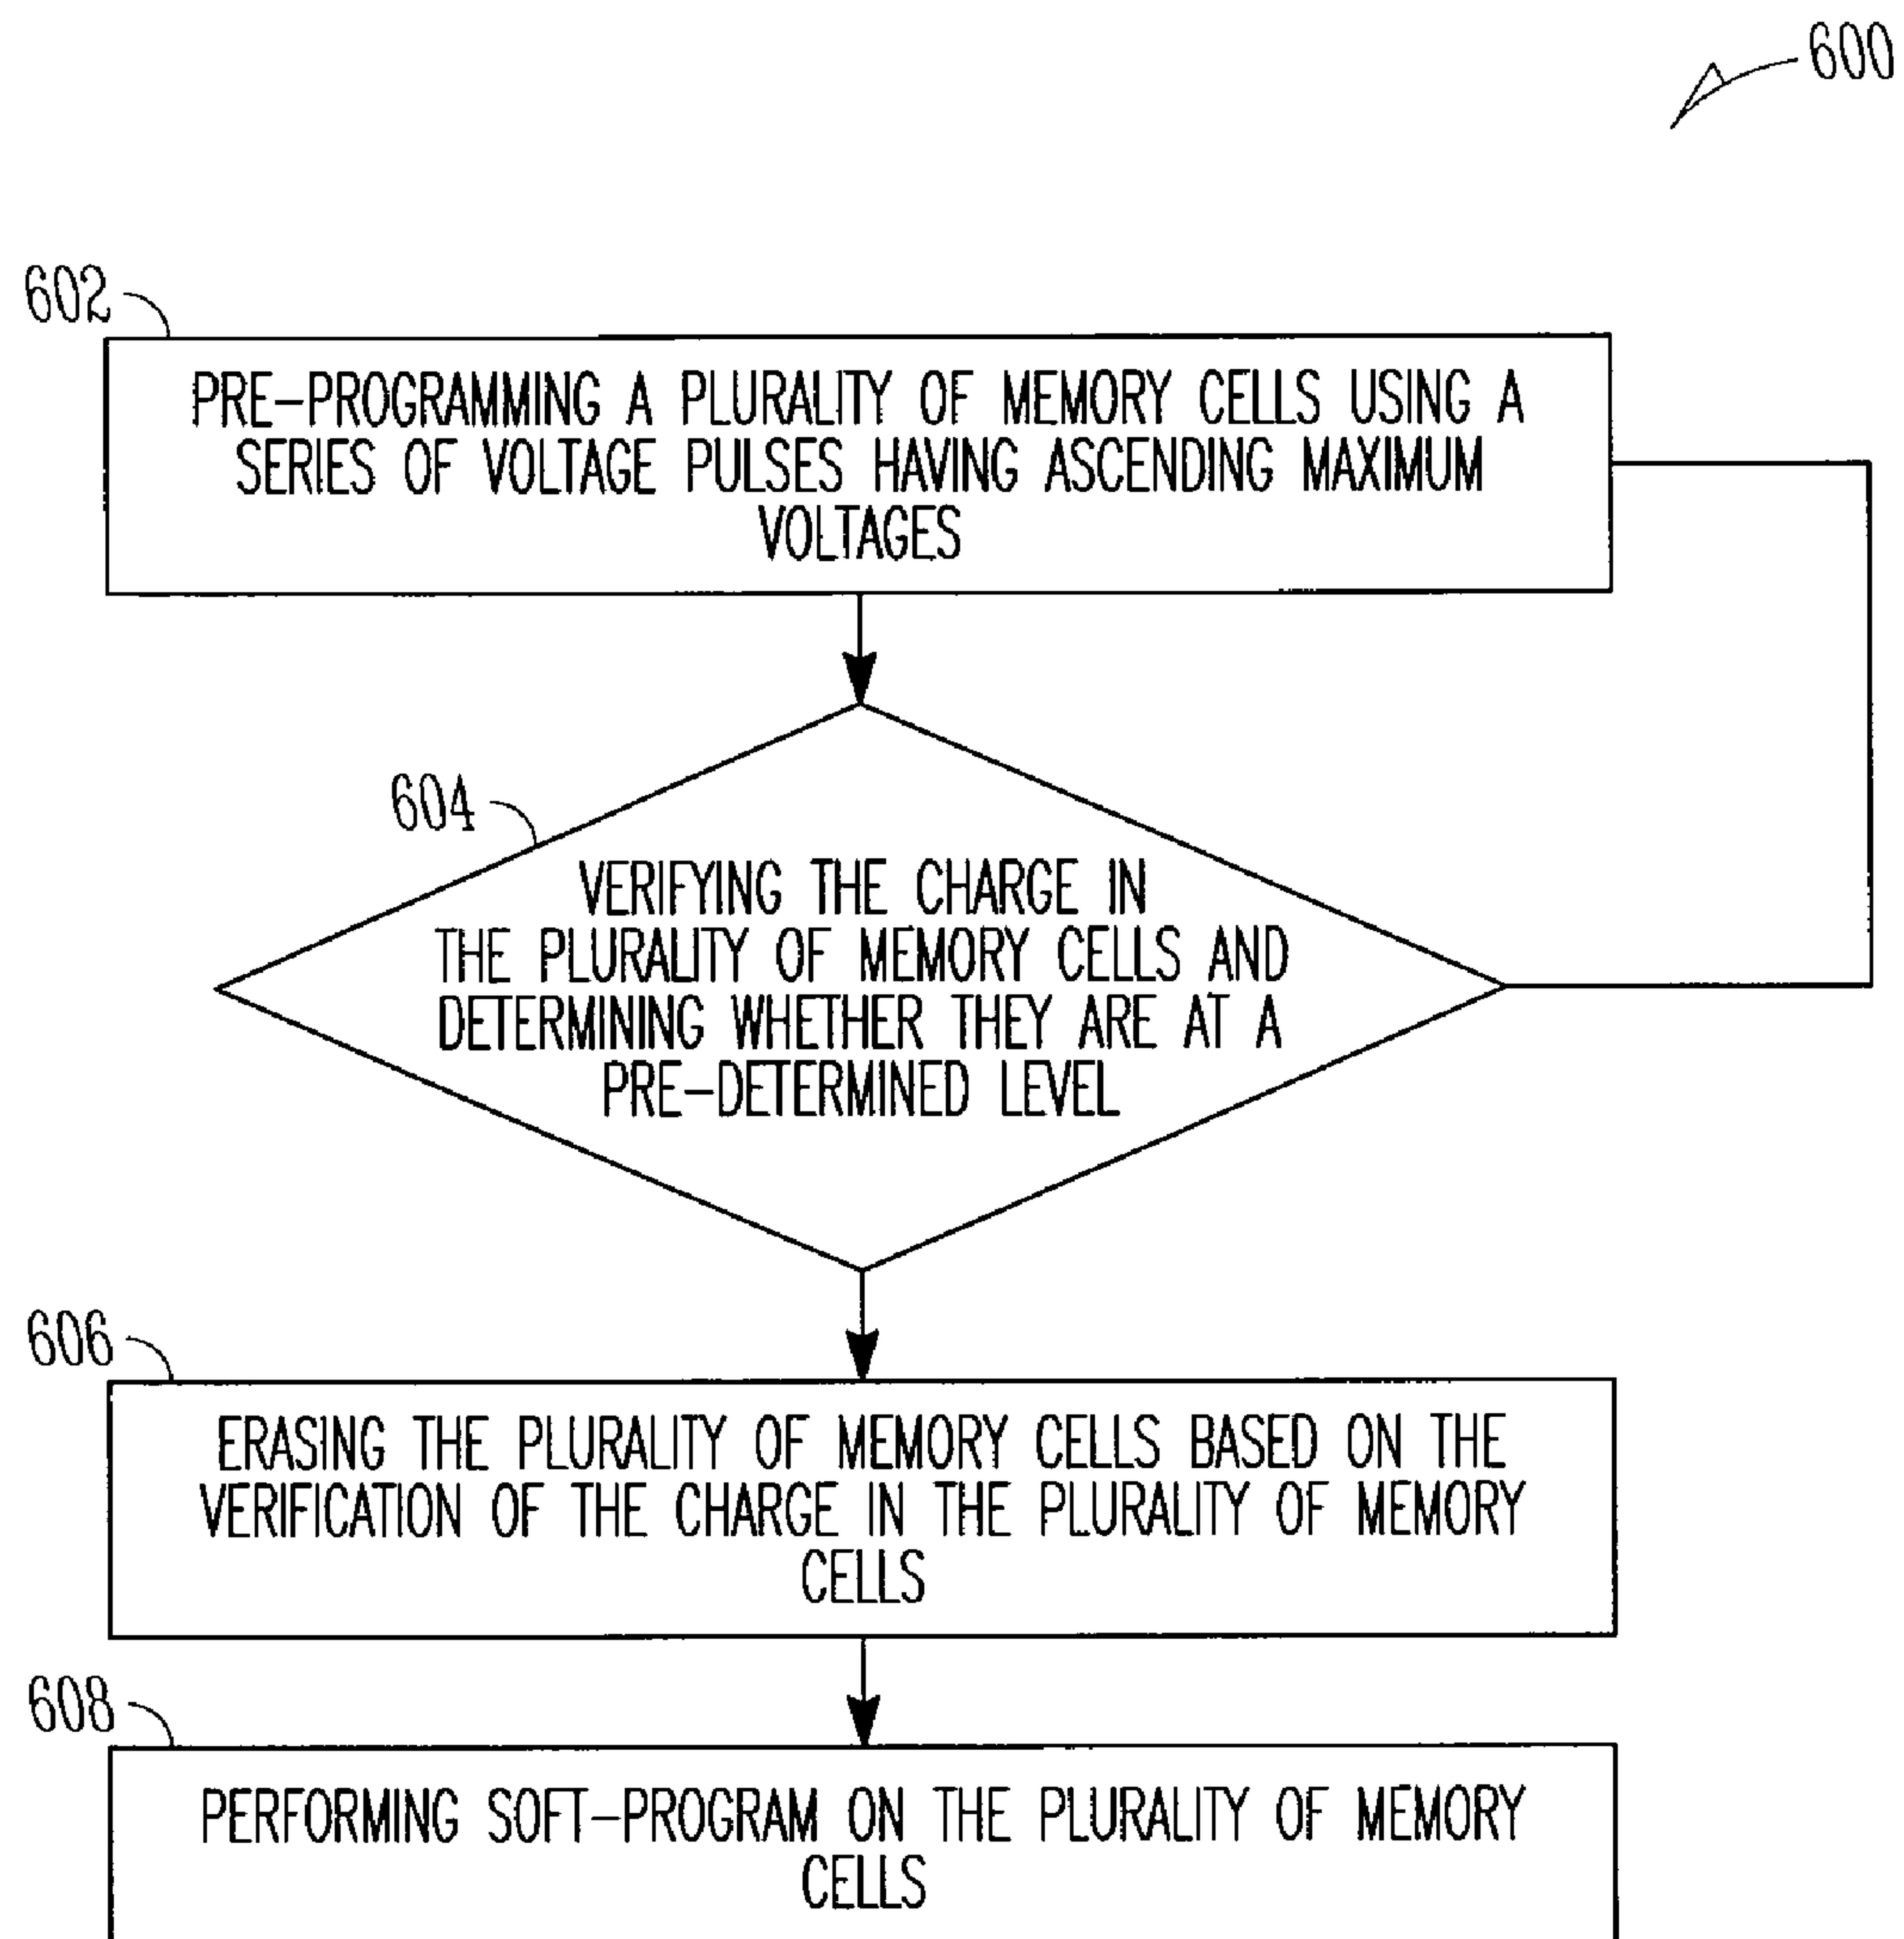 600
602
PRE-PROGRAMMING A PLURALITY OF MEMORY CELLS USING A
SERIES OF VOLTAGE PULSES HAVING ASCENDING MAXIMUM
VOLTAGES
604
VERIFYING THE CHARGE IN
THE PLURALITY OF MEMORY CELLS AND
DETERMINING WHETHER THEY ARE AT A
PRE-DETERMINED LEVEL
606
ERASING THE PLURALITY OF MEMORY CELLS BASED ON THE
VERIFICATION OF THE CHARGE IN THE PLURALITY OF MEMORY
CELLS
608
PERFORMING SOFT-PROGRAM ON THE PLURALITY OF MEMORY
CELLS